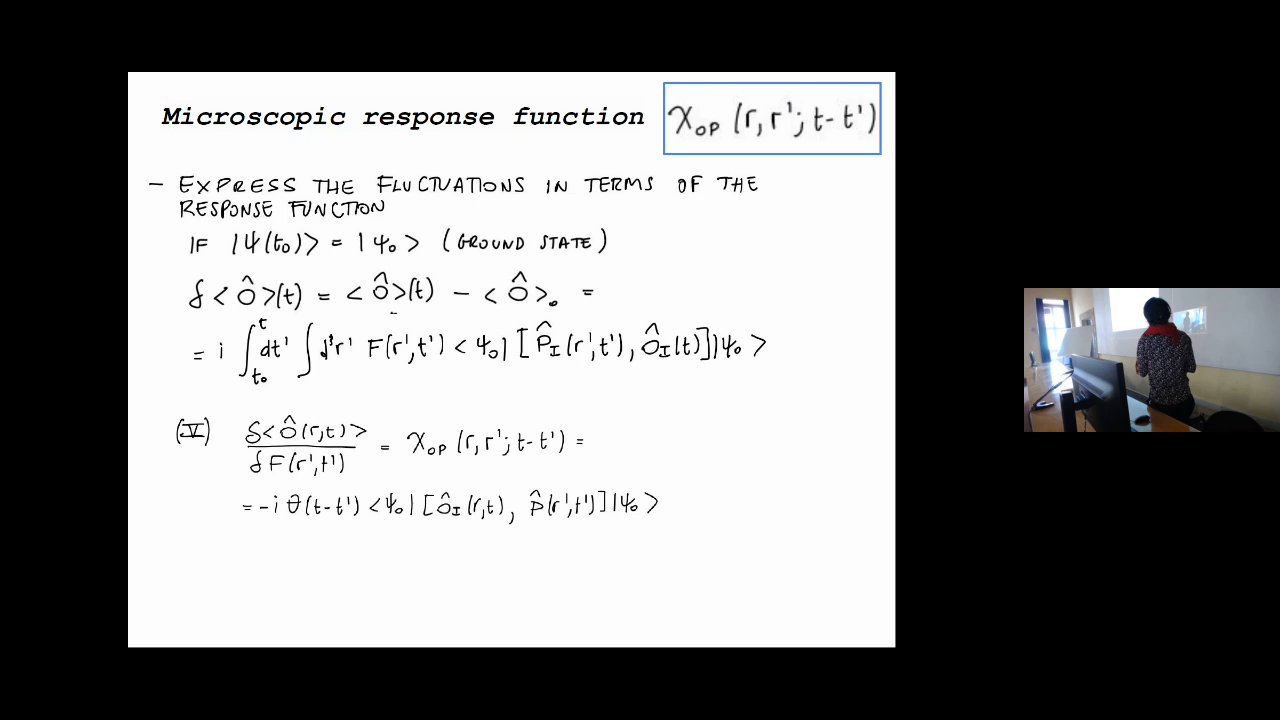 Microscopic response function χ_OP (r, r'; t-t')
- EXPRESS THE FLUCTUATIONS IN TERMS OF THE
RESPONSE FUNCTION
IF |ψ(t₀)> = |ψ₀> (GROUND STATE)
δ<Ô>(t) = <Ô>(t) - <Ô>₀ =
= i ∫_{t₀}^{t} dt' ∫ d³r' F(r',t') <ψ₀| [P̂_I(r',t'), Ô_I(t)]|ψ₀>
(IV) δ<Ô(r,t)> / δF(r',t') = χ_OP (r, r'; t-t') =
= -i θ(t-t') <ψ₀| [Ô_I(r,t), P̂(r',t')]|ψ₀>